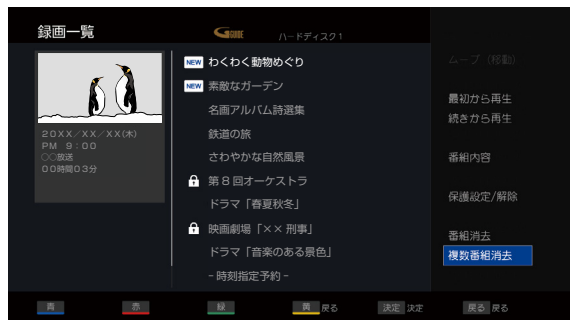 録画一覧
G GUIDE ハードディスク1
20XX／XX／XX(木)
PM 9：00
○○放送
00時間03分
NEW わくわく動物めぐり
NEW 素敵なガーデン
名画アルバム詩選集
鉄道の旅
さわやかな自然風景
第8回オーケストラ
ドラマ「春夏秋冬」
映画劇場「×× 刑事」
ドラマ「音楽のある景色」
－時刻指定予約－
ムーブ（移動）
最初から再生
続きから再生
番組内容
保護設定/解除
番組消去
複数番組消去
青 赤 緑 黄 戻る 決定 決定 戻る 戻る